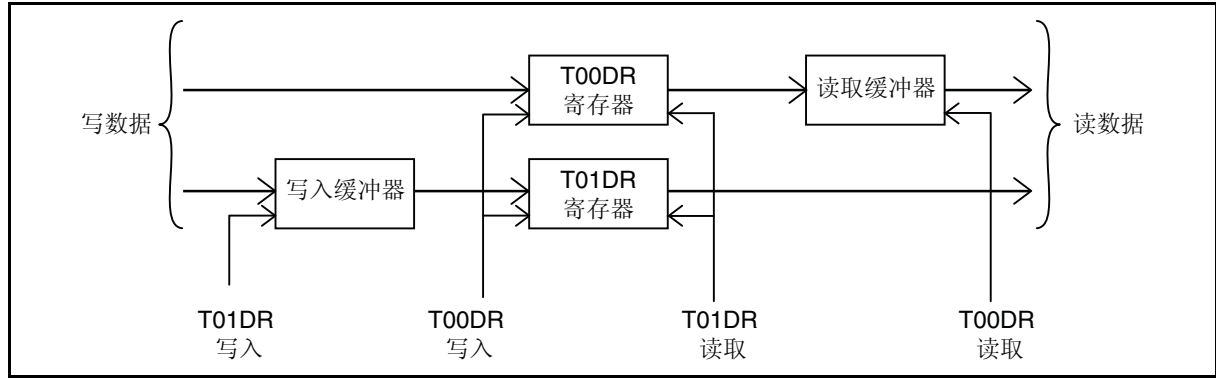 T00DR
寄存器
读取缓冲器
写数据
读数据
写入缓冲器
T01DR
寄存器
T01DR
写入
T00DR
写入
T01DR
读取
T00DR
读取